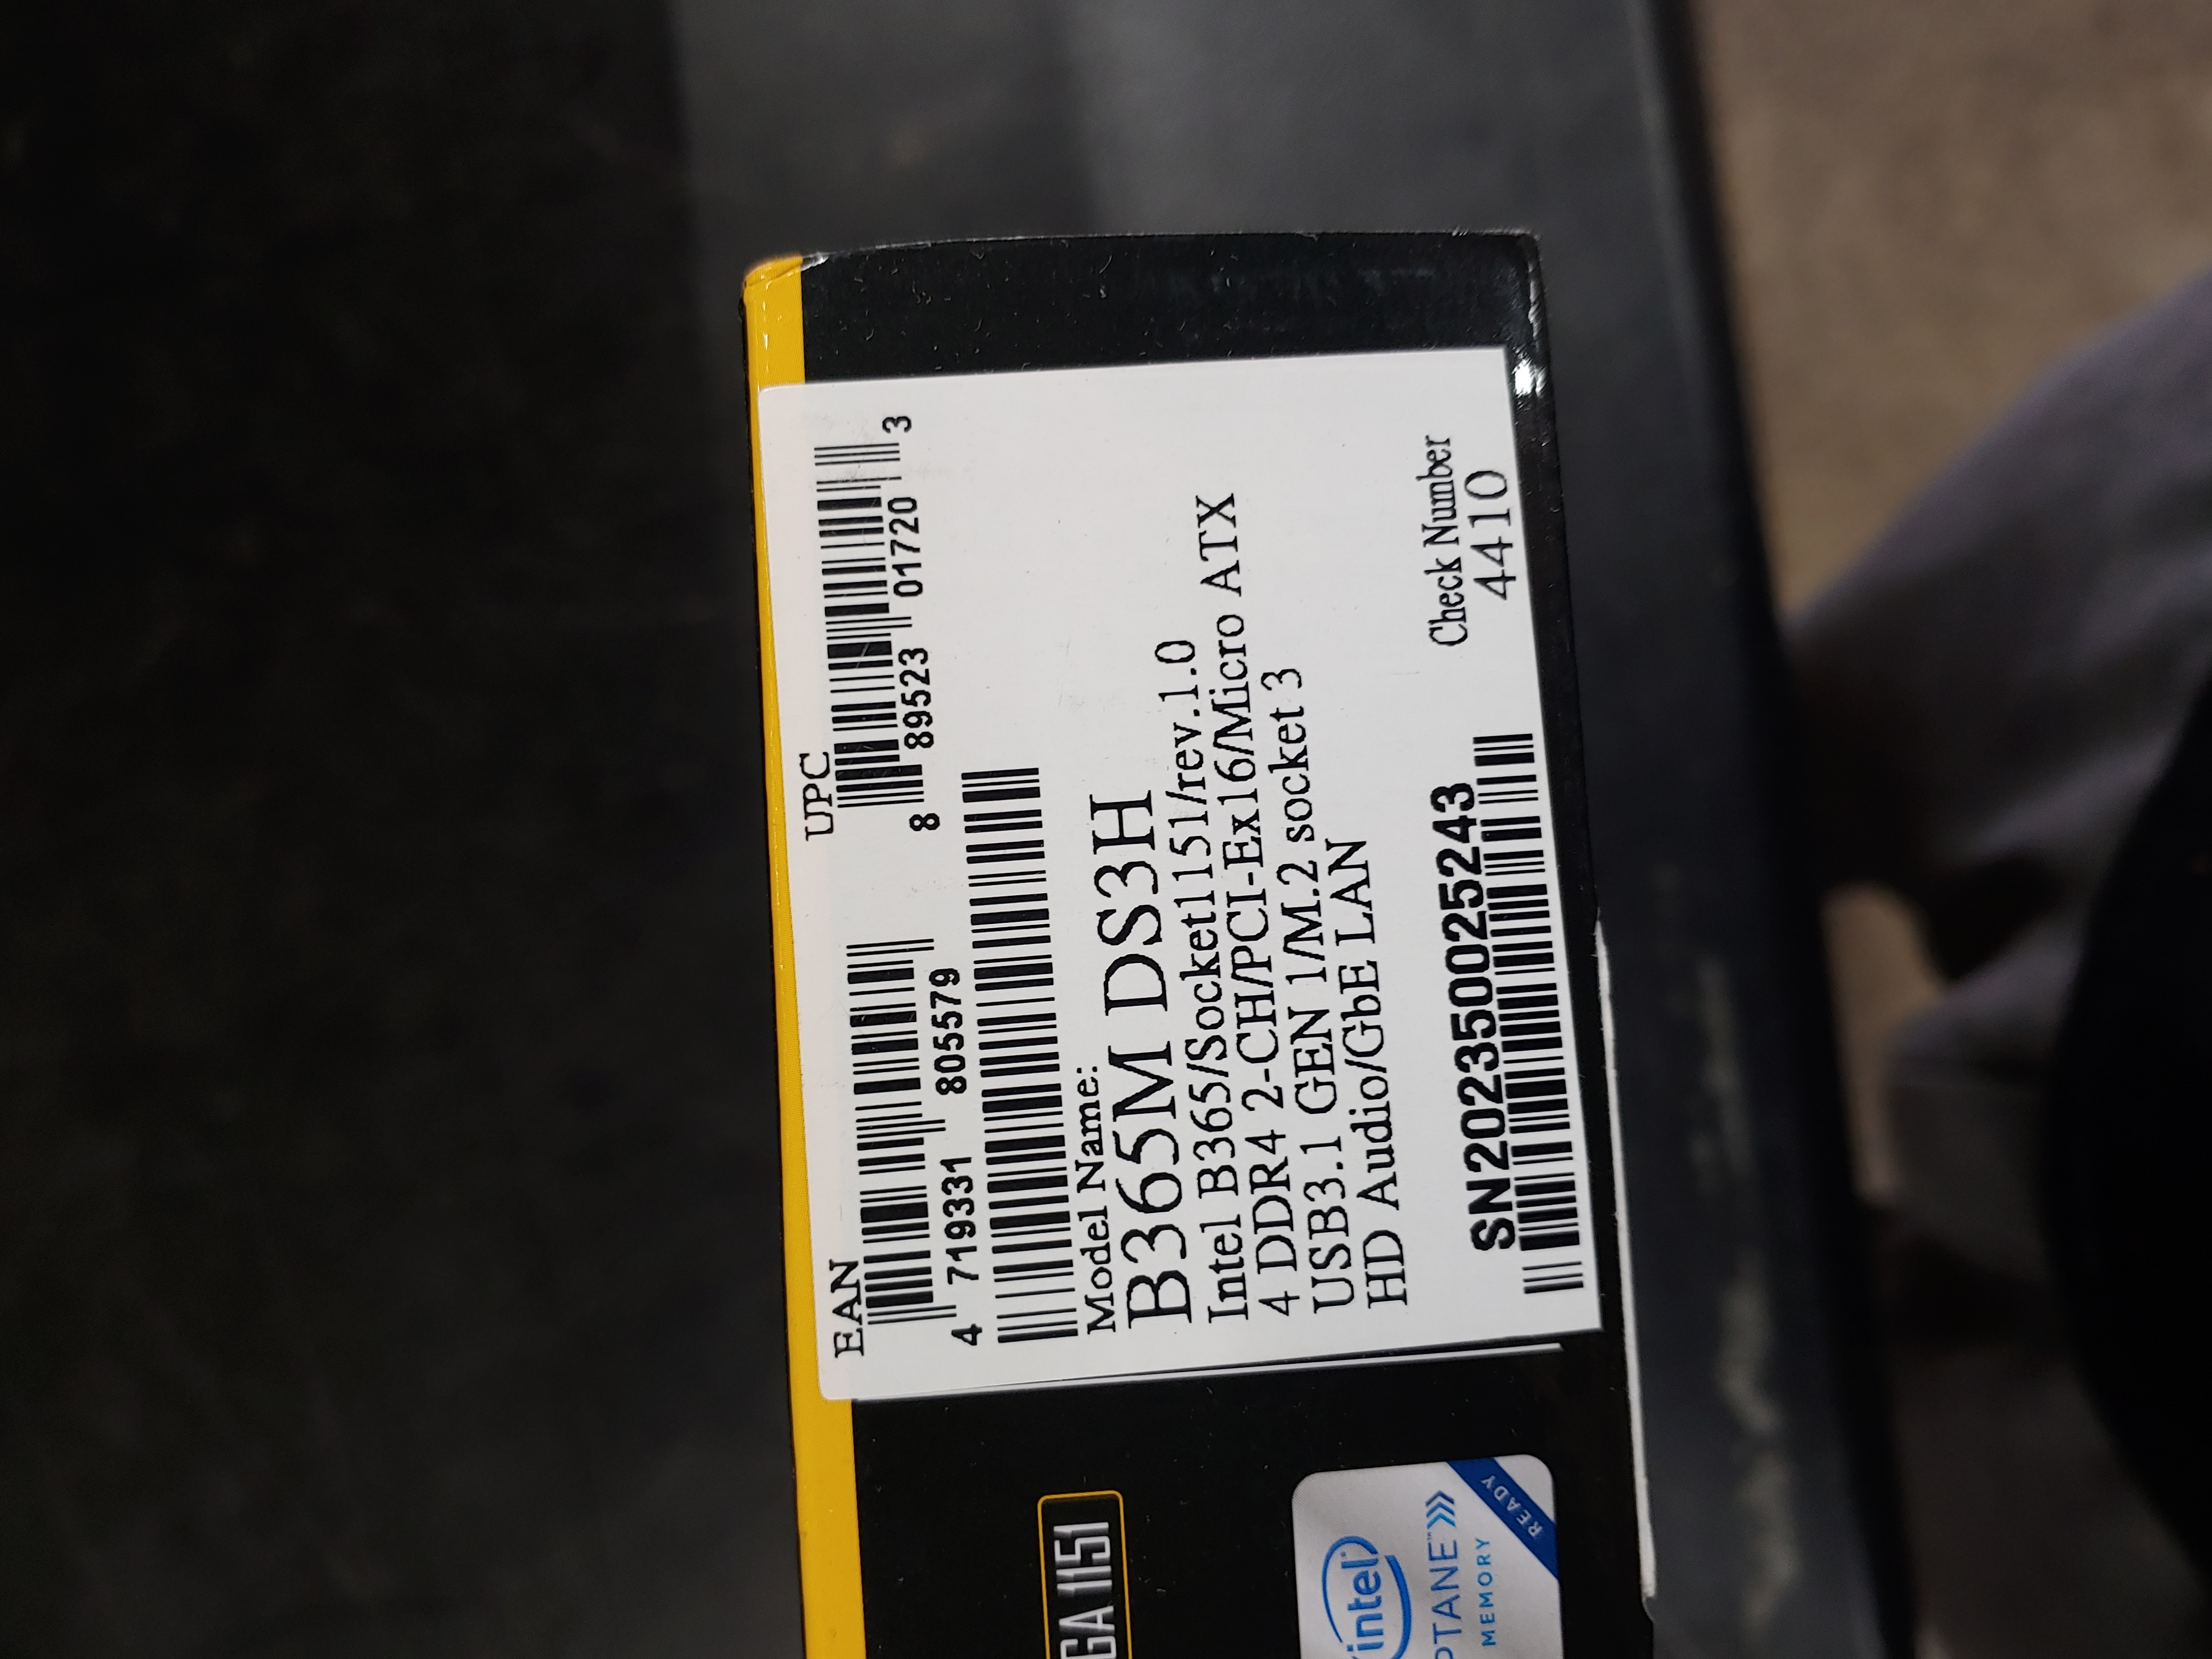 EAN
4 719331 805579
UPC
8 89523 01720 3
Model Name:
B365M DS3H
Intel B365/Socket1151/rev.1.0
4 DDR4 2-CH/PCI-Ex16/Micro ATX
USB3.1 GEN 1/M.2 socket 3
HD Audio/GbE LAN
SN202350025243
Check Number
4410
GA 1151
intel
PTANE
MEMORY
READY